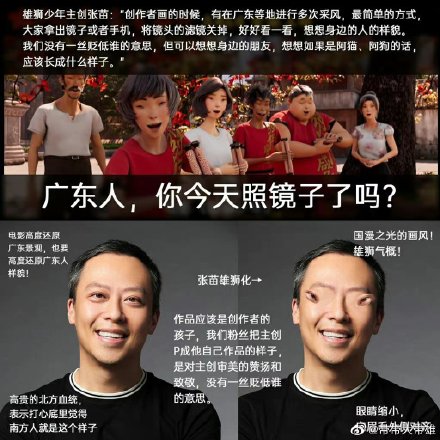 雄狮少年主创张苗："创作者画的时候，有在广东等地进行多次采风，最简单的方式，
大家拿出镜子或者手机，将镜头的滤镜关掉，好好看一看，想想身边的人的样貌。
我们没有一丝贬低谁的意思，但可以想想身边的朋友，想想如果是阿猫、阿狗的话，
应该长成什么样子。"
广东人，你今天照镜子了吗？
电影高度还原
广东景观，也要
高度还原广东人
样貌！
张苗雄狮化→
国漫之光的画风！
雄狮气概！
作品应该是创作者的
孩子，我们粉丝把主创
P成他自己作品的样子，
是对主创审美的赞扬和
致敬，没有一丝贬低谁
的意思。
高贵的北方血统，
表示打心底里觉得
南方人就是这个样子
眼睛缩小，